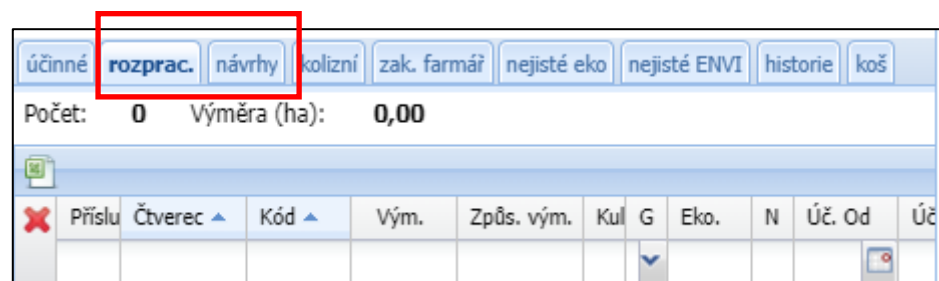 účinné rozprac. návrhy kolizní zak. farmář nejisté eko nejisté ENVI historie koš
Počet: 0 Výměra (ha): 0,00
Příslu Čtverec Kód Vým. Způs. vým. Kul G Eko. N Úč. Od Úč